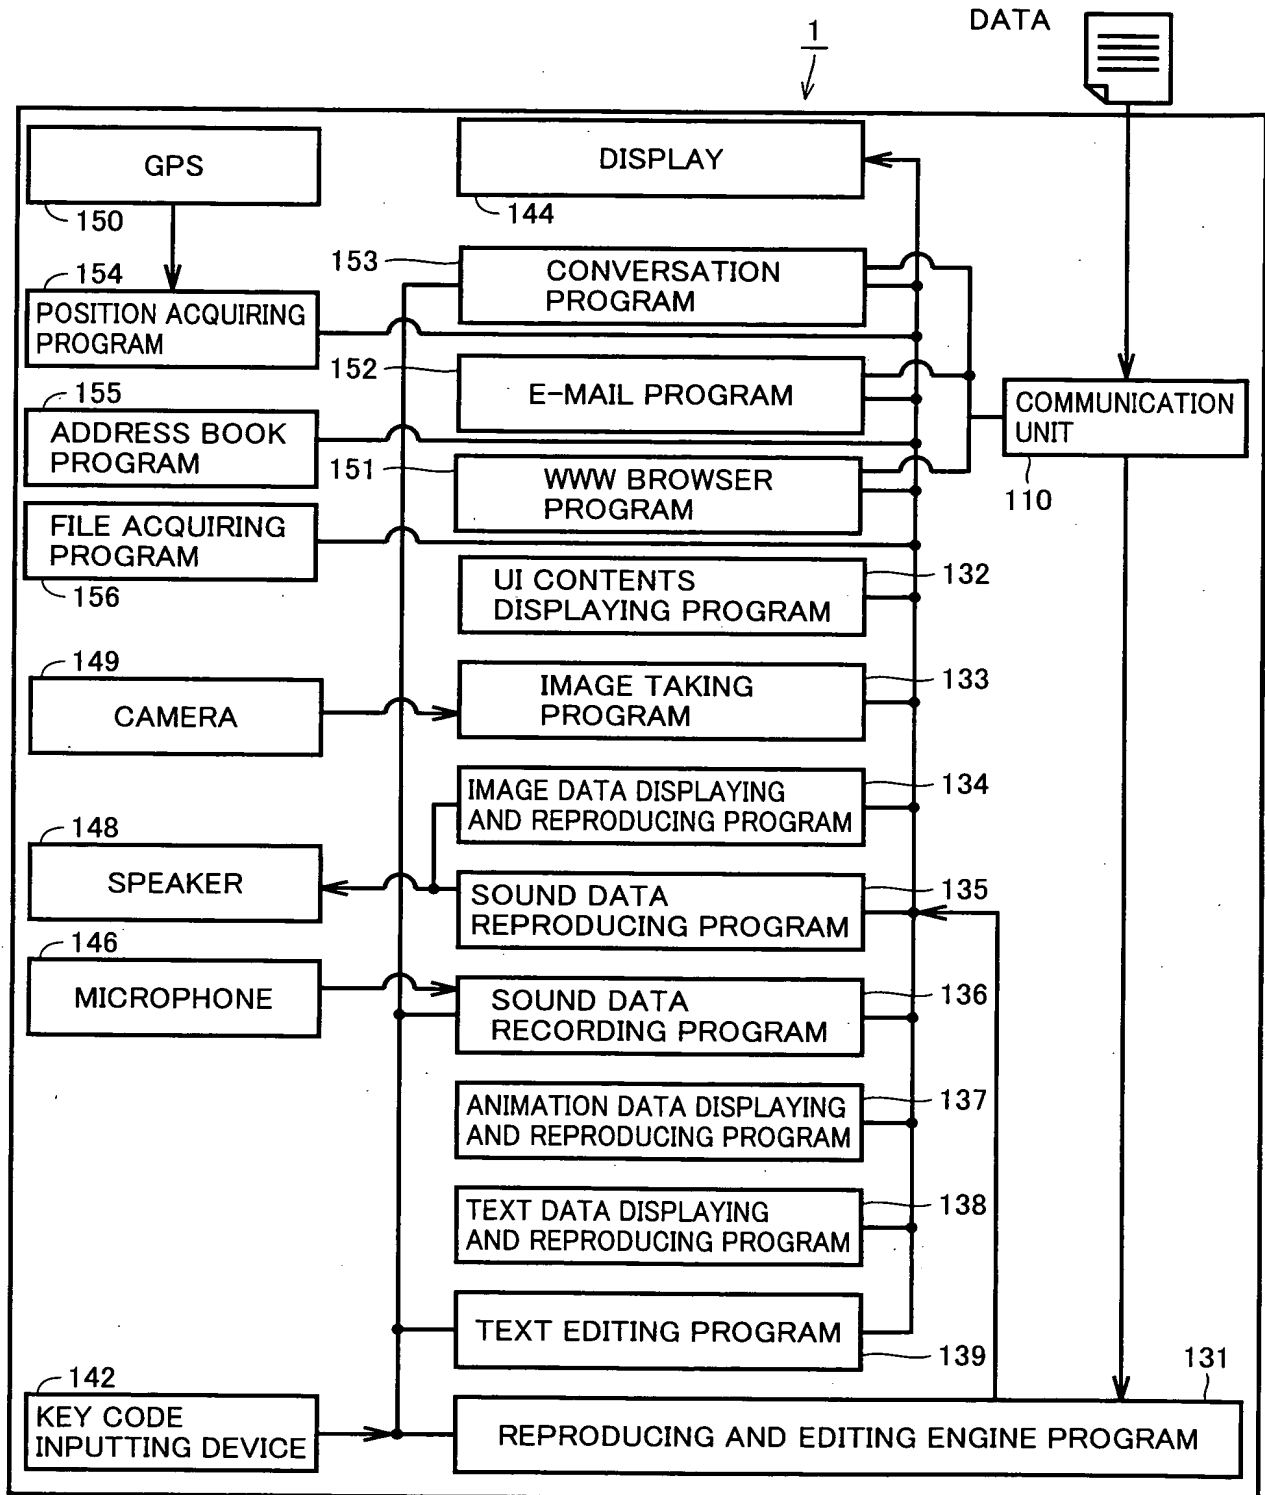 DATA
1
GPS
150
DISPLAY
144
154
POSITION ACQUIRING
PROGRAM
153
CONVERSATION
PROGRAM
152
E-MAIL PROGRAM
COMMUNICATION
UNIT
110
155
ADDRESS BOOK
PROGRAM
151
WWW BROWSER
PROGRAM
FILE ACQUIRING
PROGRAM
156
UI CONTENTS
DISPLAYING PROGRAM
132
149
CAMERA
IMAGE TAKING
PROGRAM
133
IMAGE DATA DISPLAYING
AND REPRODUCING PROGRAM
134
148
SPEAKER
SOUND DATA
REPRODUCING PROGRAM
135
146
MICROPHONE
SOUND DATA
RECORDING PROGRAM
136
ANIMATION DATA DISPLAYING
AND REPRODUCING PROGRAM
137
TEXT DATA DISPLAYING
AND REPRODUCING PROGRAM
138
TEXT EDITING PROGRAM
139
142
KEY CODE
INPUTTING DEVICE
131
REPRODUCING AND EDITING ENGINE PROGRAM